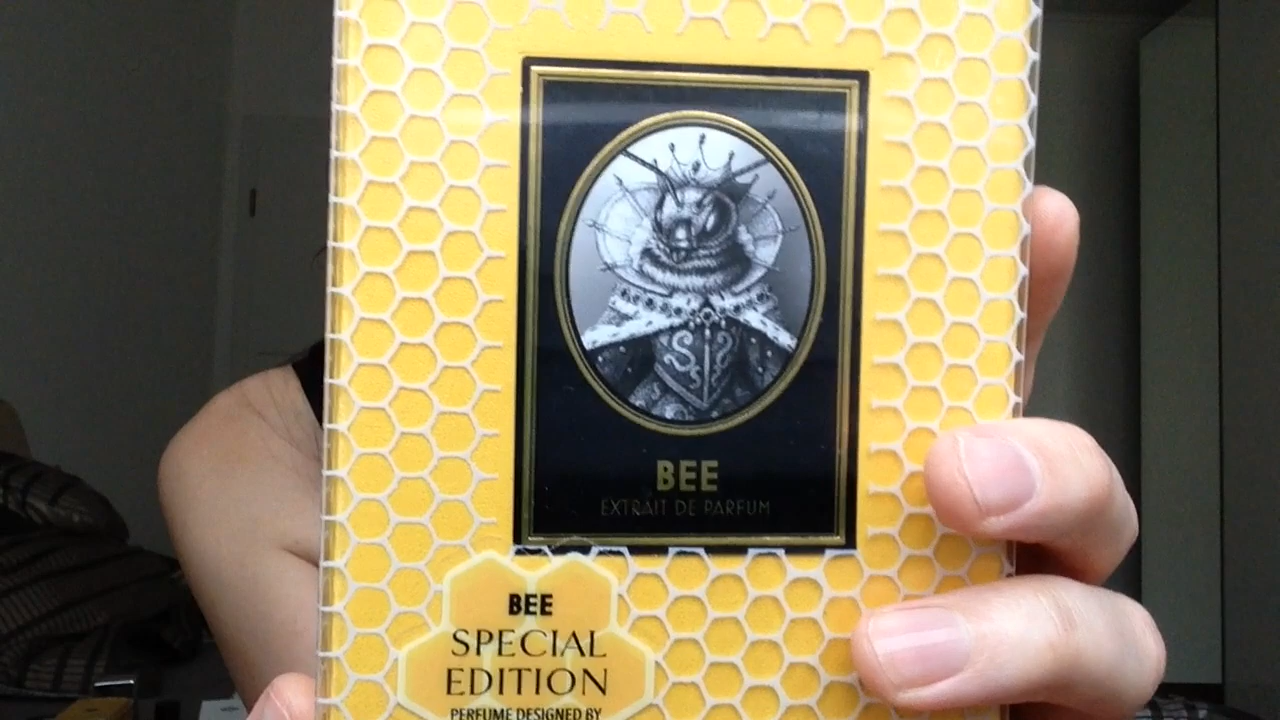 BEE
EXTRAIT DE PARFUM
BEE
SPECIAL
EDITION
PERFUME DESIGNED BY